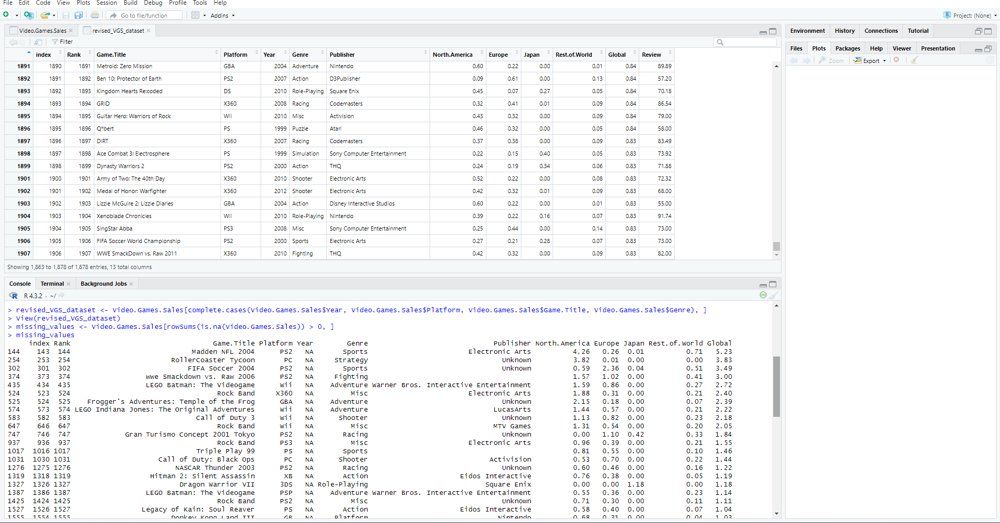 File Edit Code View Plots Session Build Debug Profile Tools Help
Go to file/function Addins Project: (None)
Video.Games.Sales revised_VGS_dataset
Filter
index Rank Game.Title Platform Year Genre Publisher North.America Europe Japan Rest.of.World Global Review
1891 1890 1891 Metroid: Zero Mission GBA 2004 Adventure Nintendo 0.60 0.22 0.00 0.01 0.84 89.89
1892 1891 1892 Ben 10: Protector of Earth PS2 2007 Action D3Publisher 0.09 0.61 0.00 0.13 0.84 57.20
1893 1892 1893 Kingdom Hearts Re:coded DS 2010 Role-Playing Square Enix 0.45 0.07 0.27 0.05 0.84 70.18
1894 1893 1894 GRID X360 2008 Racing Codemasters 0.32 0.41 0.01 0.09 0.84 86.54
1895 1894 1895 Guitar Hero: Warriors of Rock Wii 2010 Misc Activision 0.43 0.32 0.00 0.09 0.84 79.00
1896 1895 1896 Q*bert PS 1999 Puzzle Atari 0.46 0.32 0.00 0.05 0.84 58.00
1897 1896 1897 DiRT X360 2007 Racing Codemasters 0.37 0.38 0.00 0.09 0.83 83.49
1898 1897 1898 Ace Combat 3: Electrosphere PS 1999 Simulation Sony Computer Entertainment 0.22 0.15 0.40 0.05 0.83 73.92
1899 1898 1899 Dynasty Warriors 2 PS2 2000 Action THQ 0.24 0.19 0.34 0.06 0.83 71.88
1901 1900 1901 Army of Two: The 40th Day X360 2010 Shooter Electronic Arts 0.52 0.22 0.00 0.08 0.83 72.32
1902 1901 1902 Medal of Honor: Warfighter X360 2012 Shooter Electronic Arts 0.42 0.32 0.01 0.09 0.83 68.00
1903 1902 1903 Lizzie McGuire 2: Lizzie Diaries GBA 2004 Action Disney Interactive Studios 0.60 0.22 0.00 0.01 0.83 55.00
1904 1903 1904 Xenoblade Chronicles Wii 2010 Role-Playing Nintendo 0.39 0.22 0.16 0.07 0.83 91.74
1905 1904 1905 SingStar Abba PS3 2008 Misc Sony Computer Entertainment 0.25 0.44 0.00 0.14 0.83 73.00
1906 1905 1906 FIFA Soccer World Championship PS2 2000 Sports Electronic Arts 0.27 0.21 0.28 0.07 0.83 73.00
1907 1906 1907 WWE SmackDown vs. Raw 2011 X360 2010 Fighting THQ 0.42 0.32 0.00 0.09 0.83 82.00
Showing 1,863 to 1,878 of 1,878 entries, 13 total columns
Console Terminal Background Jobs
R 4.3.2 · ~/
> revised_VGS_dataset <- Video.Games.Sales[complete.cases(Video.Games.Sales$Year, Video.Games.Sales$Platform, Video.Games.Sales$Game.Title, Video.Games.Sales$Genre), ]
> View(revised_VGS_dataset)
> missing_values <- Video.Games.Sales[rowSums(is.na(Video.Games.Sales)) > 0, ]
> missing_values
index Rank Game.Title Platform Year Genre Publisher North.America Europe Japan Rest.of.World Global
144 143 144 Madden NFL 2004 PS2 NA Sports Electronic Arts 4.26 0.26 0.01 0.71 5.23
254 253 254 RollerCoaster Tycoon PC NA Strategy Unknown 3.82 0.01 0.00 0.00 3.83
302 301 302 FIFA Soccer 2004 PS2 NA Sports Unknown 0.59 2.36 0.04 0.51 3.49
374 373 374 wwe Smackdown vs. Raw 2006 PS2 NA Fighting 1.57 1.02 0.00 0.41 3.00
435 434 435 LEGO Batman: The Videogame Wii NA Adventure Warner Bros. Interactive Entertainment 1.59 0.86 0.00 0.27 2.72
524 523 524 Rock Band X360 NA Misc Electronic Arts 1.88 0.31 0.00 0.21 2.40
525 524 525 Frogger's Adventures: Temple of the Frog GBA NA Adventure Unknown 2.15 0.18 0.00 0.07 2.39
574 573 574 LEGO Indiana Jones: The Original Adventures Wii NA Adventure LucasArts 1.44 0.57 0.00 0.21 2.22
583 582 583 Call of Duty 3 Wii NA Shooter Unknown 1.13 0.82 0.00 0.23 2.18
647 646 647 Rock Band Wii NA Misc MTV Games 1.31 0.54 0.00 0.20 2.05
747 746 747 Gran Turismo Concept 2001 Tokyo PS2 NA Racing Unknown 0.00 1.10 0.42 0.33 1.84
937 936 937 Rock Band PS3 NA Misc Electronic Arts 0.96 0.39 0.00 0.21 1.55
1017 1016 1017 Triple Play 99 PS NA Sports 0.81 0.55 0.00 0.10 1.46
1031 1030 1031 Call of Duty: Black Ops PC NA Shooter Activision 0.53 0.70 0.00 0.22 1.44
1276 1275 1276 NASCAR Thunder 2003 PS2 NA Racing Unknown 0.60 0.46 0.00 0.16 1.22
1319 1318 1319 Hitman 2: Silent Assassin XB NA Action Eidos Interactive 0.76 0.38 0.00 0.05 1.19
1327 1326 1327 Dragon Warrior VII 3DS NA Role-Playing Square Enix 0.00 0.00 1.18 0.00 1.18
1387 1386 1387 LEGO Batman: The Videogame PSP NA Adventure Warner Bros. Interactive Entertainment 0.55 0.36 0.00 0.23 1.14
1425 1424 1425 Rock Band PS2 NA Misc Unknown 0.71 0.30 0.00 0.11 1.11
1527 1526 1527 Legacy of Kain: Soul Reaver PS NA Action Eidos Interactive 0.58 0.40 0.00 0.07 1.04
1555 1554 1555 Donkey Kong Land III GB NA Platform Nintendo 0.68 0.31 0.00 0.04 1.03
Environment History Connections Tutorial
Files Plots Packages Help Viewer Presentation
Zoom Export